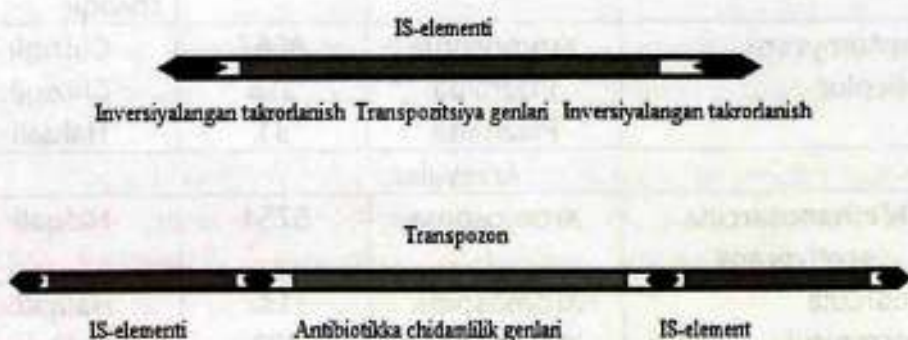 IS-elementi
Inversiyalangan takrorlanish Transpozitsiya genlari Inversiyalangan takrorlanish
Transpozon
IS-elementi Antibiotikka chidamlilik genlari IS-element